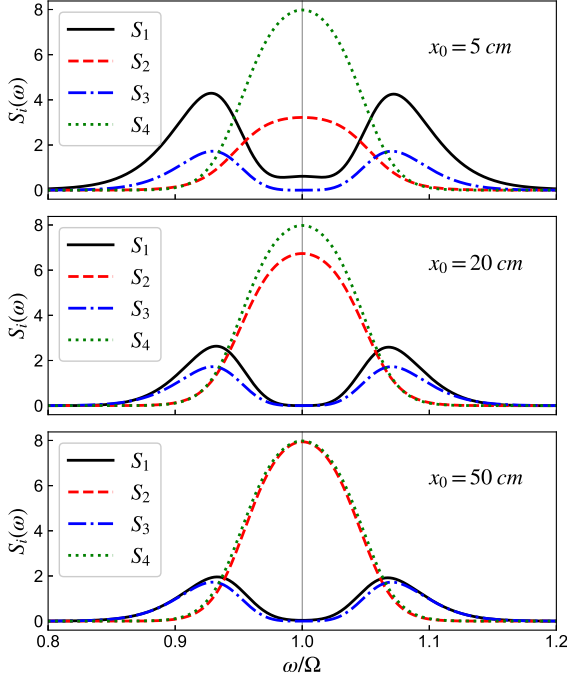 8
6
4
2
0
Sᵢ(ω)
S₁
S₂
S₃
S₄
x₀ = 5 cm
8
6
4
2
0
Sᵢ(ω)
S₁
S₂
S₃
S₄
x₀ = 20 cm
8
6
4
2
0
Sᵢ(ω)
S₁
S₂
S₃
S₄
x₀ = 50 cm
0.8 0.9 1.0 1.1 1.2
ω/Ω